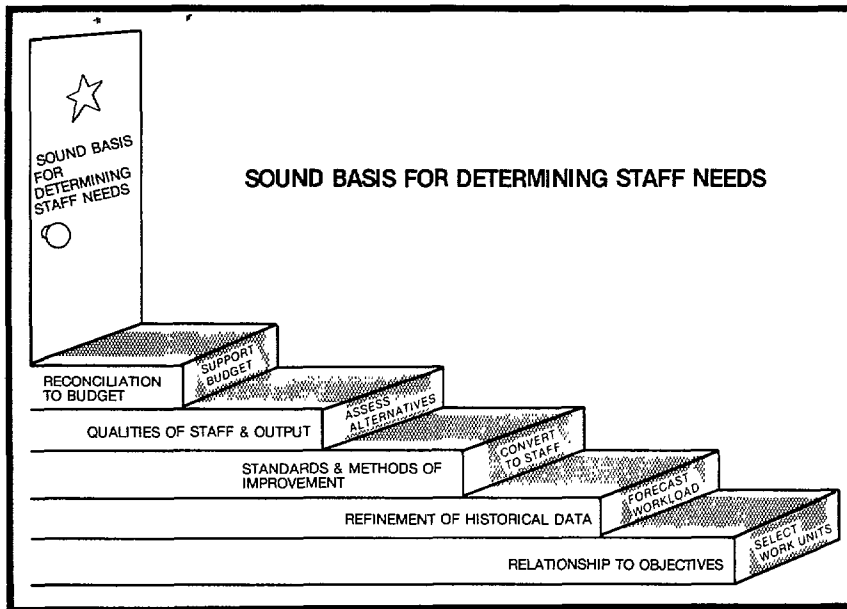 SOUND BASIS
FOR
DETERMINING
STAFF NEEDS
SOUND BASIS FOR DETERMINING STAFF NEEDS
RECONCILIATION
TO BUDGET
SUPPORT
BUDGET
QUALITIES OF STAFF & OUTPUT
ASSESS
ALTERNATIVES
STANDARDS & METHODS OF
IMPROVEMENT
CONVERT
TO STAFF
REFINEMENT OF HISTORICAL DATA
FORECAST
WORKLOAD
RELATIONSHIP TO OBJECTIVES
SELECT
WORK UNITS